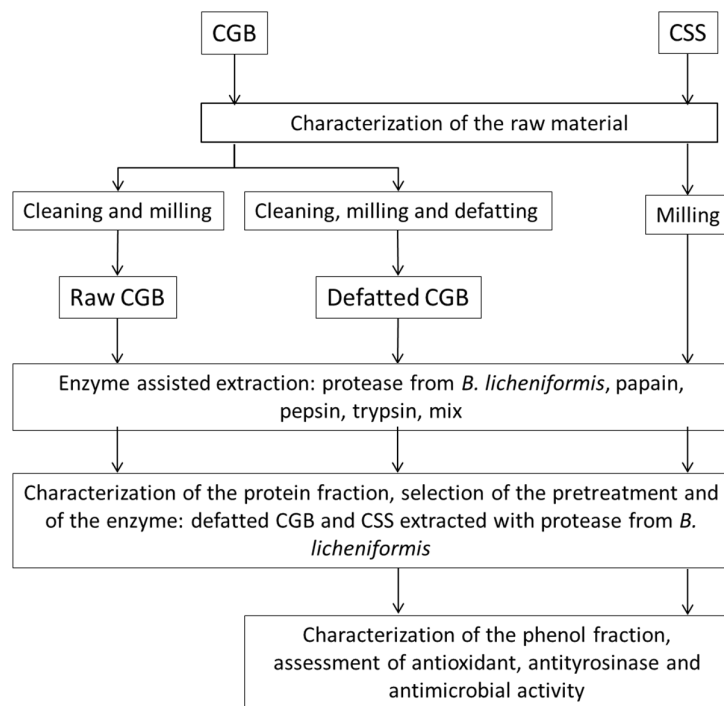 CGB
CSS
Characterization of the raw material
Cleaning and milling
Cleaning, milling and defatting
Milling
Raw CGB
Defatted CGB
Enzyme assisted extraction: protease from B. licheniformis, papain,
pepsin, trypsin, mix
Characterization of the protein fraction, selection of the pretreatment and
of the enzyme: defatted CGB and CSS extracted with protease from B.
licheniformis
Characterization of the phenol fraction,
assessment of antioxidant, antityrosinase and
antimicrobial activity